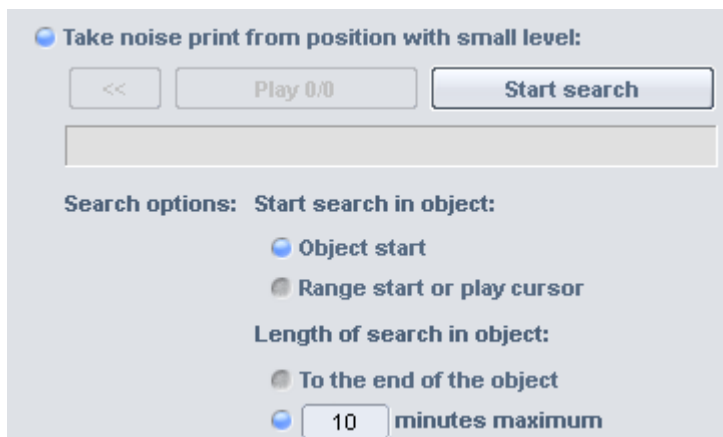 Take noise print from position with small level:
<< Play 0/0 Start search
Search options: Start search in object:
Object start
Range start or play cursor
Length of search in object:
To the end of the object
10 minutes maximum